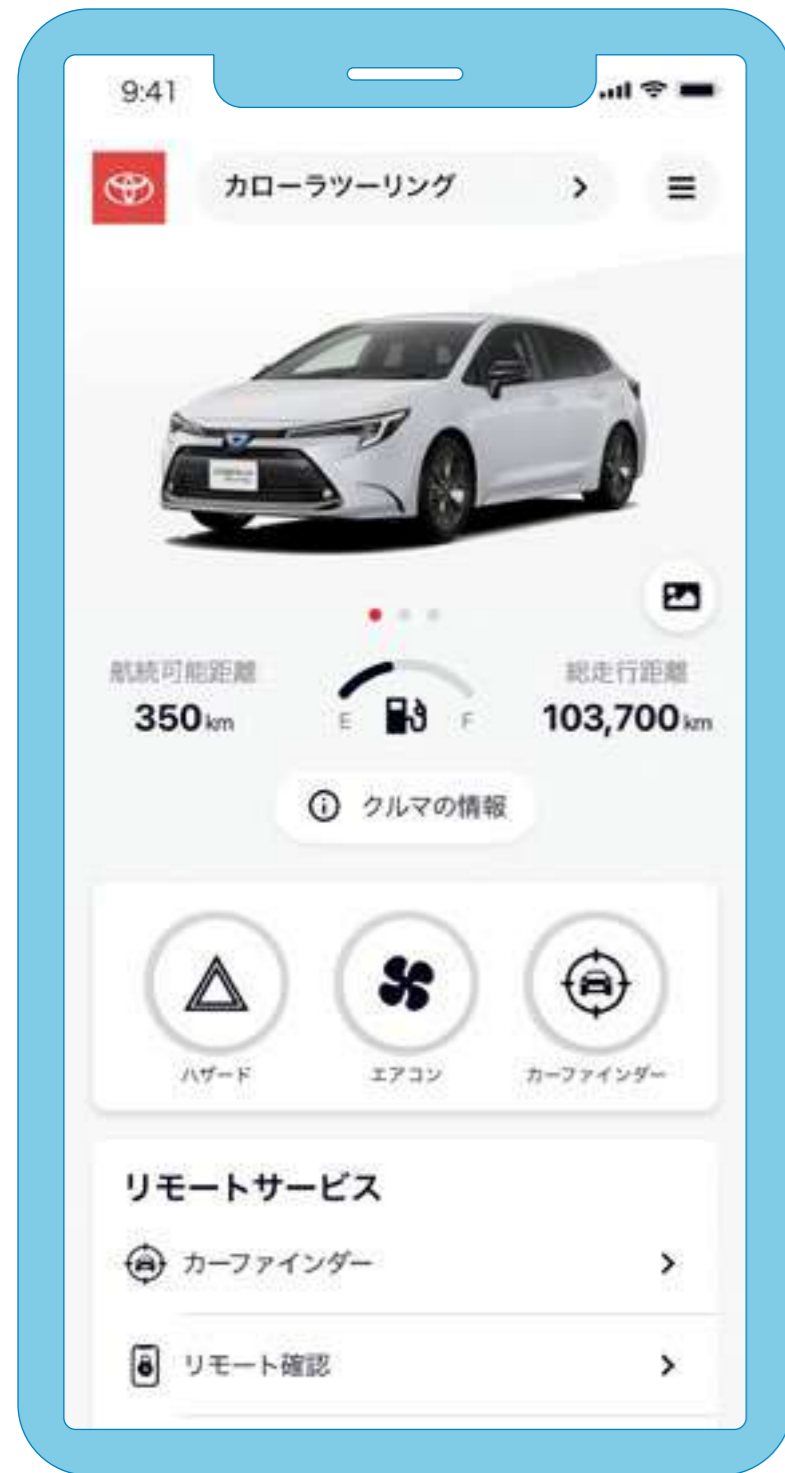 9:41
カローラツーリング
航続可能距離
総走行距離
350km
E
F
103,700km
クルマの情報
ハザード
エアコン
カーファインダー
リモートサービス
カーファインダー
リモート確認